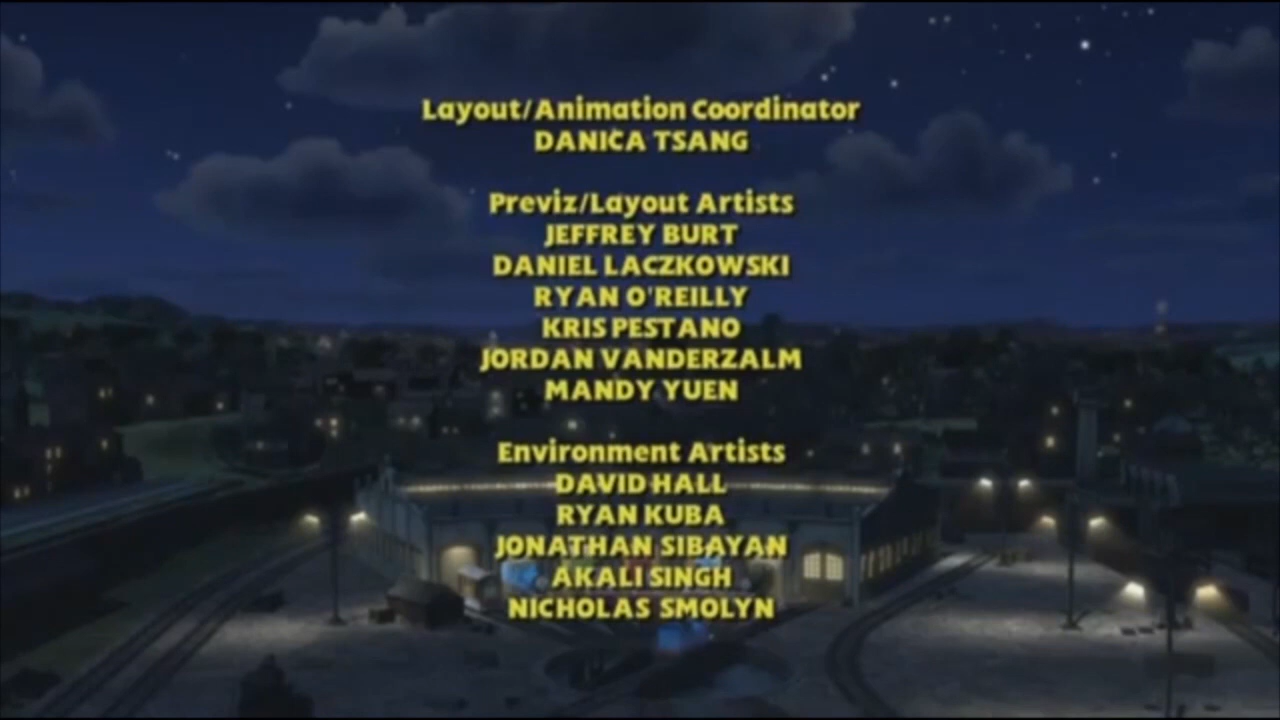 Layout/Animation Coordinator
DANICA TSANG
Previz/Layout Artists
JEFFREY BURT
DANIEL LACZKOWSKI
RYAN O'REILLY
KRIS PESTANO
JORDAN VANDERZALM
MANDY YUEN
Environment Artists
DAVID HALL
RYAN KUBA
JONATHAN SIBAYAN
AKALI SINGH
NICHOLAS SMOLYN